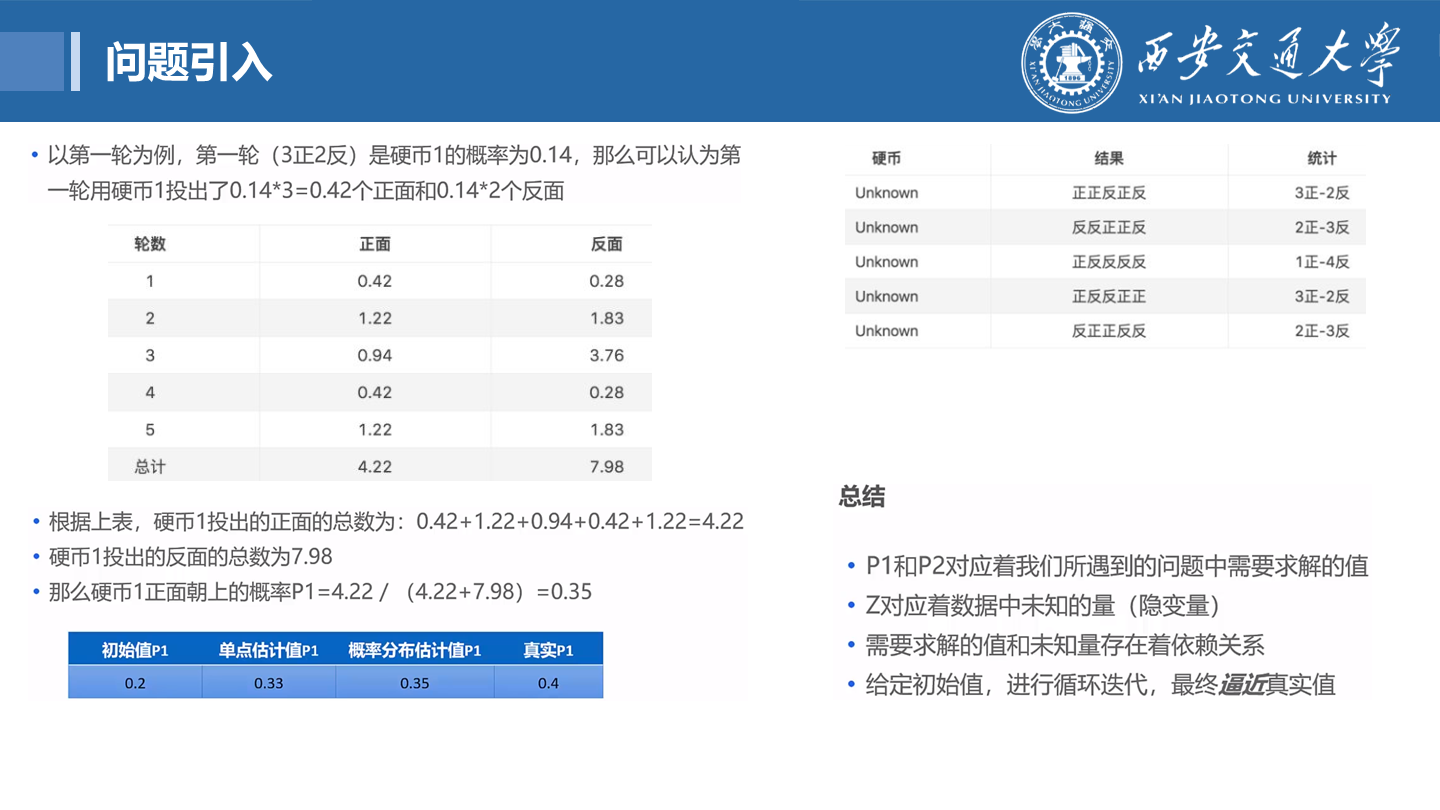 问题引入
西安交通大學
XI'AN JIAOTONG UNIVERSITY
XI'AN JIAOTONG UNIVERSITY
1896
• 以第一轮为例，第一轮（3正2反）是硬币1的概率为0.14，那么可以认为第
一轮用硬币1投出了0.14*3=0.42个正面和0.14*2个反面
轮数 正面 反面
1 0.42 0.28
2 1.22 1.83
3 0.94 3.76
4 0.42 0.28
5 1.22 1.83
总计 4.22 7.98
• 根据上表，硬币1投出的正面的总数为：0.42+1.22+0.94+0.42+1.22=4.22
• 硬币1投出的反面的总数为7.98
• 那么硬币1正面朝上的概率P1=4.22 / （4.22+7.98）=0.35
初始值P1 单点估计值P1 概率分布估计值P1 真实P1
0.2 0.33 0.35 0.4
硬币 结果 统计
Unknown 正正反正反 3正-2反
Unknown 反反正正反 2正-3反
Unknown 正反反反反 1正-4反
Unknown 正反反正正 3正-2反
Unknown 反正正反反 2正-3反
总结
• P1和P2对应着我们所遇到的问题中需要求解的值
• Z对应着数据中未知的量（隐变量）
• 需要求解的值和未知量存在着依赖关系
• 给定初始值，进行循环迭代，最终逼近真实值